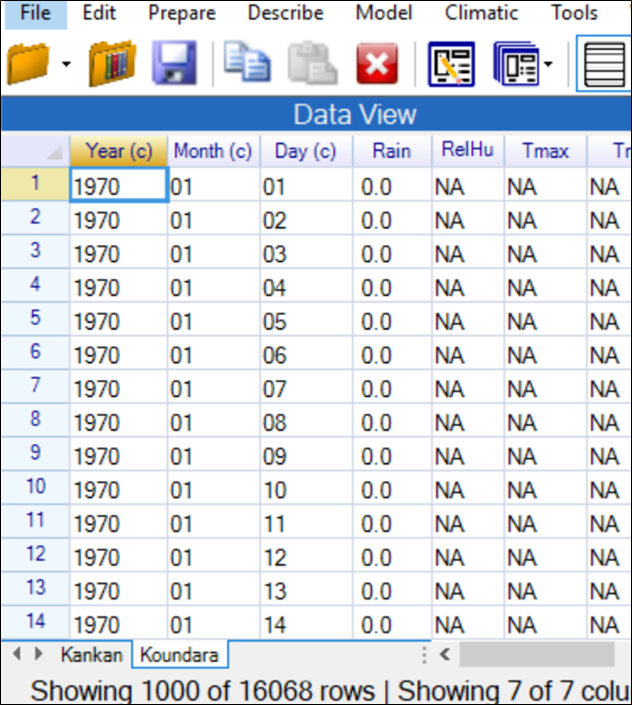 File Edit Prepare Describe Model Climatic Tools
Data View
Year (c) Month (c) Day (c) Rain RelHu Tmax
1 1970 01 01 0.0 NA NA NA
2 1970 01 02 0.0 NA NA NA
3 1970 01 03 0.0 NA NA NA
4 1970 01 04 0.0 NA NA NA
5 1970 01 05 0.0 NA NA NA
6 1970 01 06 0.0 NA NA NA
7 1970 01 07 0.0 NA NA NA
8 1970 01 08 0.0 NA NA NA
9 1970 01 09 0.0 NA NA NA
10 1970 01 10 0.0 NA NA NA
11 1970 01 11 0.0 NA NA NA
12 1970 01 12 0.0 NA NA NA
13 1970 01 13 0.0 NA NA NA
14 1970 01 14 0.0 NA NA NA
Kankan Koundara
Showing 1000 of 16068 rows | Showing 7 of 7 colu